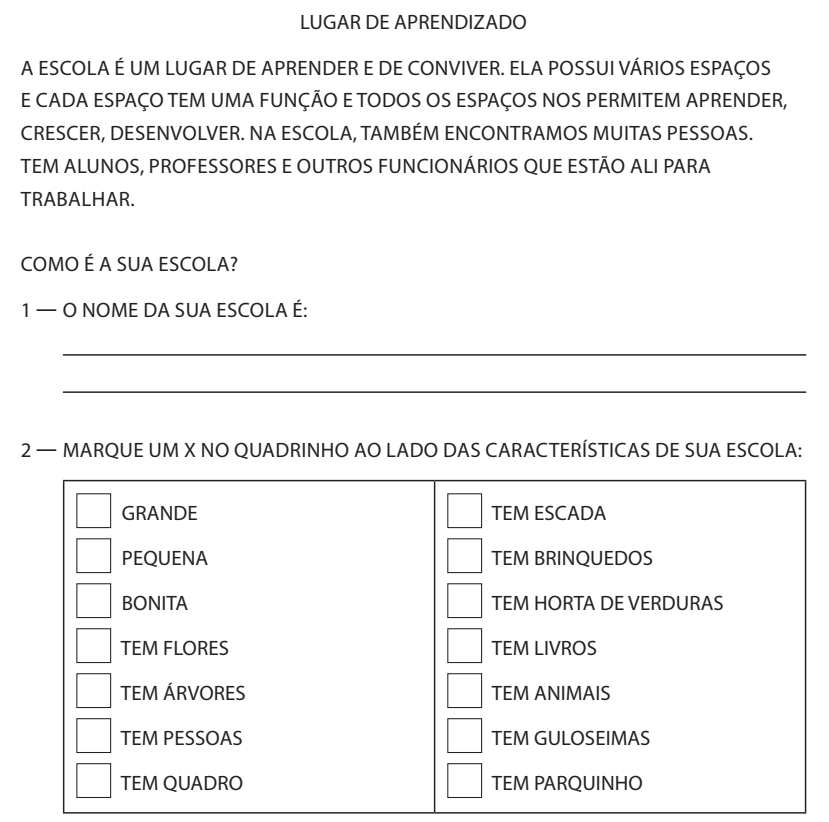 LUGAR DE APRENDIZADO
A ESCOLA É UM LUGAR DE APRENDER E DE CONVIVER. ELA POSSUI VÁRIOS ESPAÇOS
E CADA ESPAÇO TEM UMA FUNÇÃO E TODOS OS ESPAÇOS NOS PERMITEM APRENDER,
CRESCER, DESENVOLVER. NA ESCOLA, TAMBÉM ENCONTRAMOS MUITAS PESSOAS.
TEM ALUNOS, PROFESSORES E OUTROS FUNCIONÁRIOS QUE ESTÃO ALI PARA
TRABALHAR.
COMO É A SUA ESCOLA?
1 — O NOME DA SUA ESCOLA É:
2 — MARQUE UM X NO QUADRINHO AO LADO DAS CARACTERÍSTICAS DE SUA ESCOLA:
GRANDE
PEQUENA
BONITA
TEM FLORES
TEM ÁRVORES
TEM PESSOAS
TEM QUADRO
TEM ESCADA
TEM BRINQUEDOS
TEM HORTA DE VERDURAS
TEM LIVROS
TEM ANIMAIS
TEM GULOSEIMAS
TEM PARQUINHO